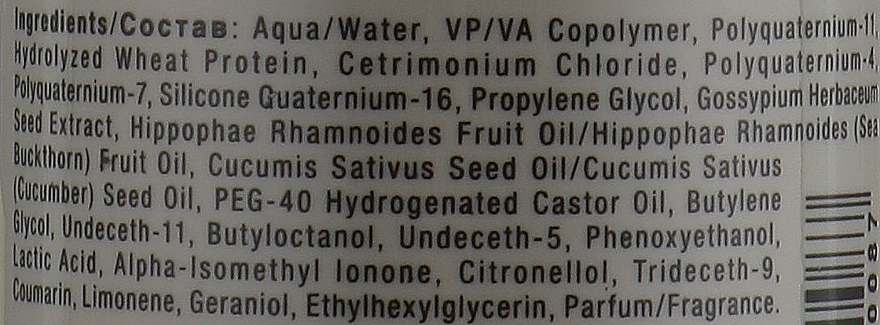 Ingredients/Состав: Aqua/Water, VP/VA Copolymer, Polyquaternium-11,
Hydrolyzed Wheat Protein, Cetrimonium Chloride, Polyquaternium-4,
Polyquaternium-7, Silicone Quaternium-16, Propylene Glycol, Gossypium Herbaceum
Seed Extract, Hippophae Rhamnoides Fruit Oil/Hippophae Rhamnoides (Sea
Buckthorn) Fruit Oil, Cucumis Sativus Seed Oil/Cucumis Sativus
(Cucumber) Seed Oil, PEG-40 Hydrogenated Castor Oil, Butylene
Glycol, Undeceth-11, Butyloctanol, Undeceth-5, Phenoxyethanol,
Lactic Acid, Alpha-Isomethyl Ionone, Citronellol, Trideceth-9,
Coumarin, Limonene, Geraniol, Ethylhexylglycerin, Parfum/Fragrance.